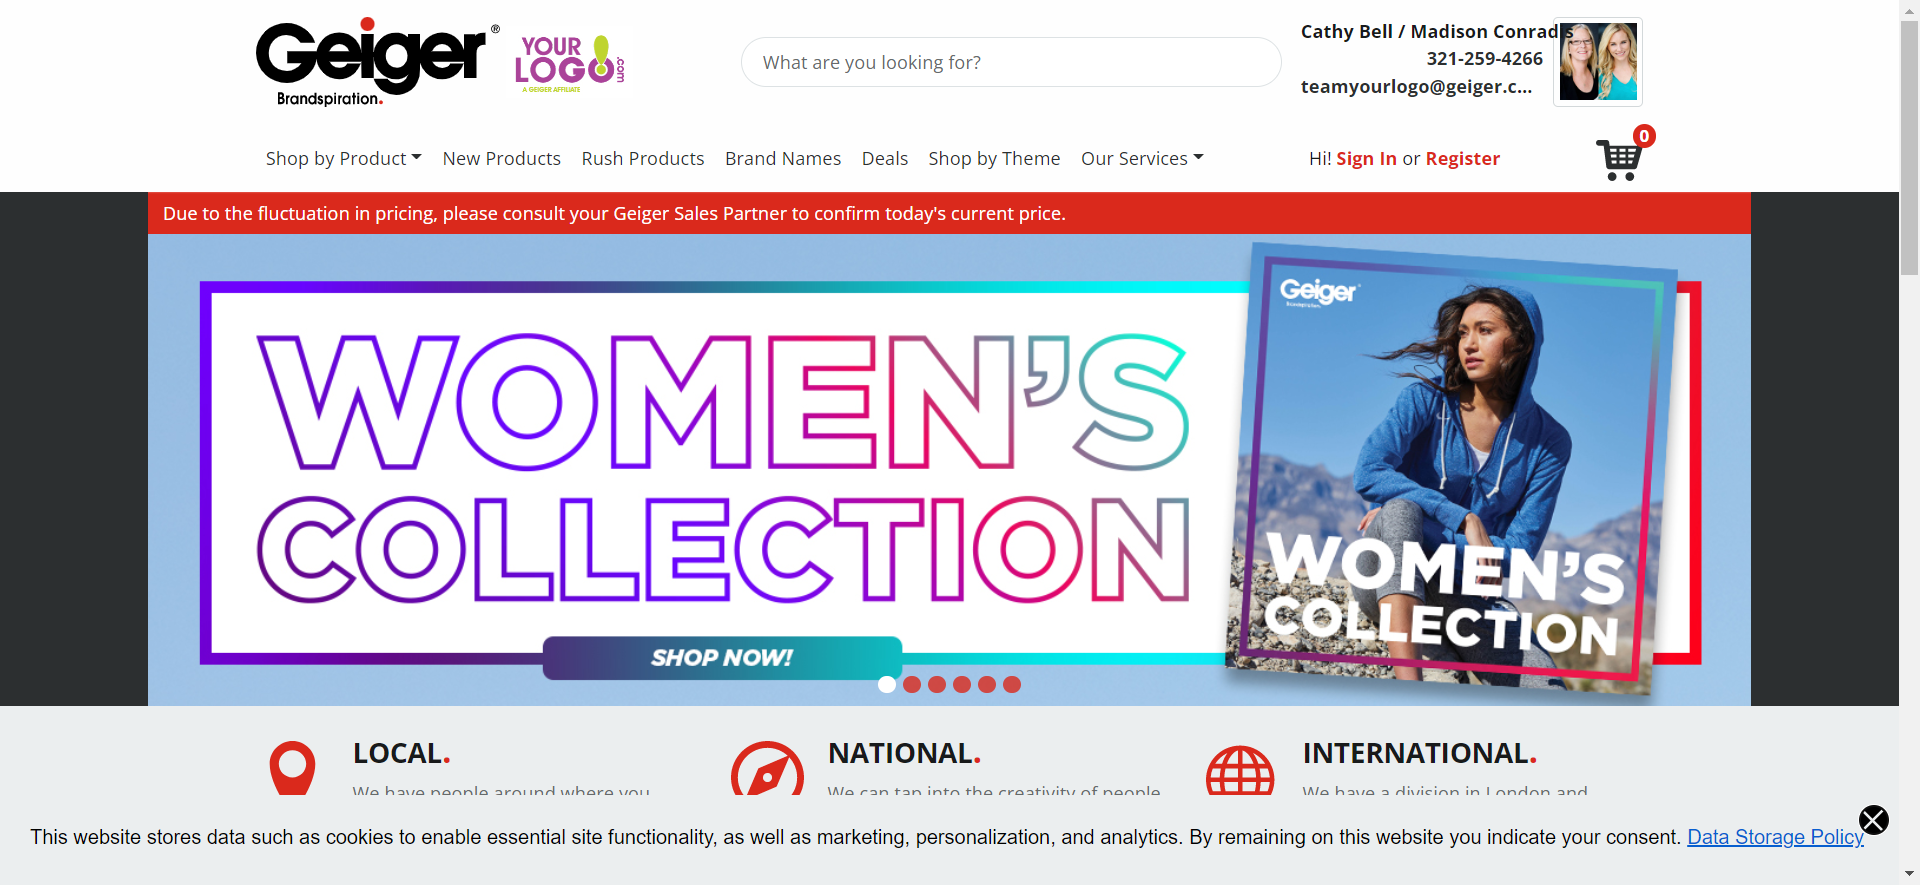 Geiger®
Brandspiration.
YOUR LOGO!.com
A GEIGER AFFILIATE
What are you looking for?
Cathy Bell / Madison Conrad's
321-259-4266
teamyourlogo@geiger.c...
Shop by Product
New Products
Rush Products
Brand Names
Deals
Shop by Theme
Our Services
Hi! Sign In or Register
0
Due to the fluctuation in pricing, please consult your Geiger Sales Partner to confirm today's current price.
WOMEN'S
COLLECTION
SHOP NOW!
Geiger
Brandspiration.
WOMEN'S
COLLECTION
LOCAL.
We have people around where you
NATIONAL.
We can tap into the creativity of people
INTERNATIONAL.
We have a division in London and
This website stores data such as cookies to enable essential site functionality, as well as marketing, personalization, and analytics. By remaining on this website you indicate your consent. Data Storage Policy